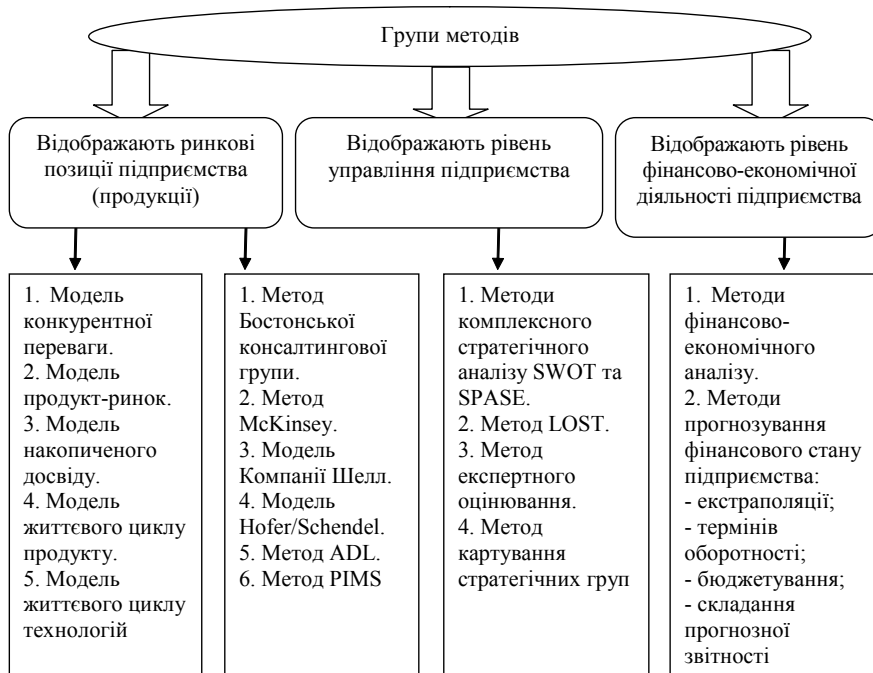 Групи методів
Відображають ринкові
позиції підприємства
(продукції)
Відображають рівень
управління підприємства
Відображають рівень
фінансово-економічної
діяльності підприємства
1. Модель
конкурентної
переваги.
2. Модель
продукт-ринок.
3. Модель
накопиченого
досвіду.
4. Модель
життєвого циклу
продукту.
5. Модель
життєвого циклу
технологій
1. Метод
Бостонської
консалтингової
групи.
2. Метод
McKinsey.
3. Модель
Компанії Шелл.
4. Модель
Hofer/Schendel.
5. Метод ADL.
6. Метод PIMS
1. Методи
комплексного
стратегічного
аналізу SWOT та
SPASE.
2. Метод LOST.
3. Метод
експертного
оцінювання.
4. Метод
картування
стратегічних груп
1. Методи
фінансово-
економічного
аналізу.
2. Методи
прогнозування
фінансового стану
підприємства:
- екстраполяції;
- термінів
оборотності;
- бюджетування;
- складання
прогнозної
звітності